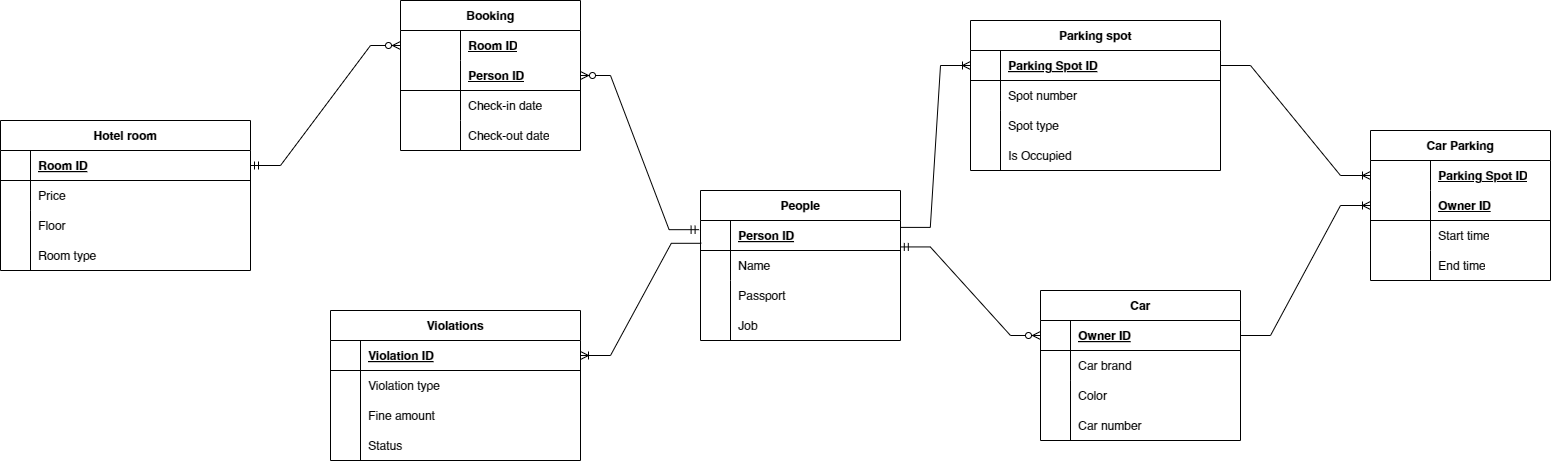 Booking
Room ID
Person ID
Check-in date
Check-out date
Hotel room
Room ID
Price
Floor
Room type
Parking spot
Parking Spot ID
Spot number
Spot type
Is Occupied
Car Parking
Parking Spot ID
Owner ID
Start time
End time
People
Person ID
Name
Passport
Job
Violations
Violation ID
Violation type
Fine amount
Status
Car
Owner ID
Car brand
Color
Car number